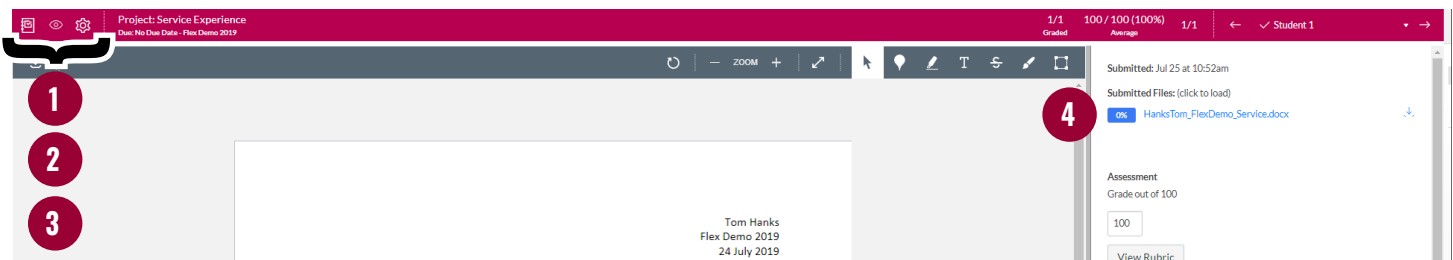 Project: Service Experience
Due: No Due Date - Flex Demo 2019
1/1
Graded
100 / 100 (100%)
Average
1/1
Student 1
ZOOM
T
S
1
2
3
4
Submitted: Jul 25 at 10:52am
Submitted Files: (click to load)
0% HanksTom_FlexDemo_Service.docx
Assessment
Grade out of 100
100
View Rubric
Tom Hanks
Flex Demo 2019
24 July 2019